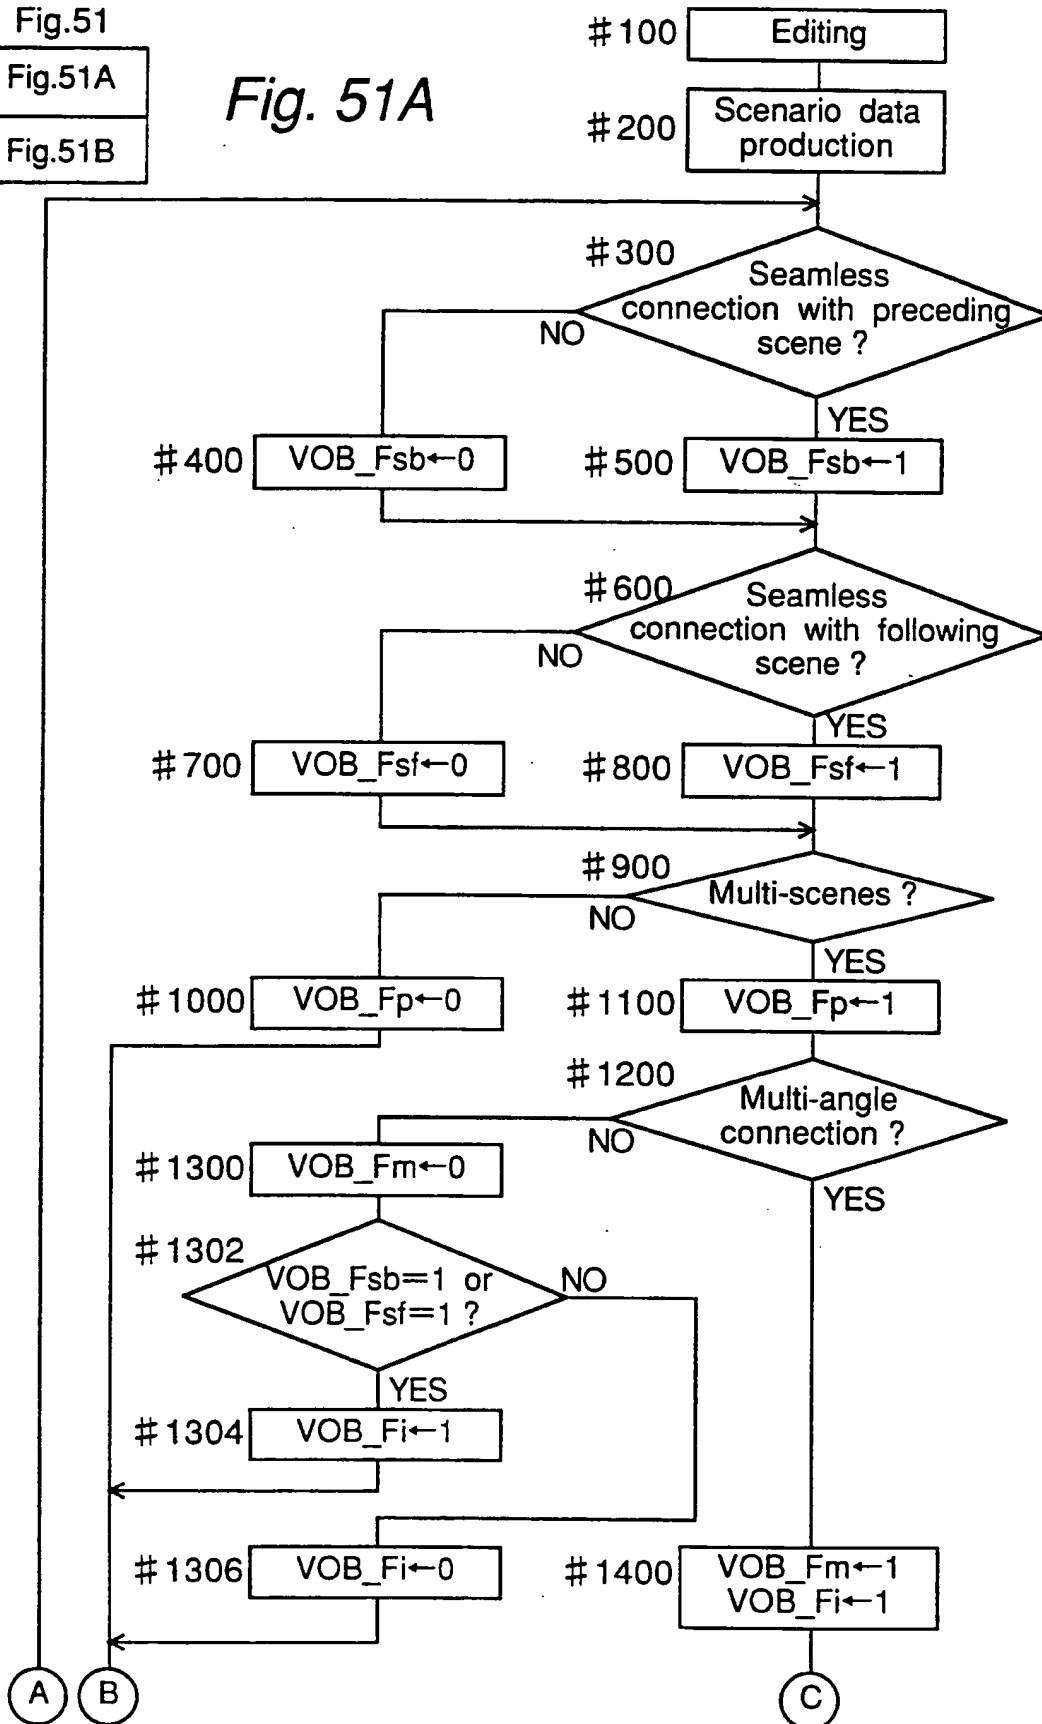 Fig.51
Fig.51A
Fig.51B
Fig. 51A
#100
Editing
#200
Scenario data
production
#300
Seamless
connection with preceding
scene ?
NO
YES
#400
VOB_Fsb←0
#500
VOB_Fsb←1
#600
Seamless
connection with following
scene ?
NO
YES
#700
VOB_Fsf←0
#800
VOB_Fsf←1
#900
Multi-scenes ?
NO
YES
#1000
VOB_Fp←0
#1100
VOB_Fp←1
#1200
Multi-angle
connection ?
NO
YES
#1300
VOB_Fm←0
#1302
VOB_Fsb=1 or
VOB_Fsf=1 ?
NO
YES
#1304
VOB_Fi←1
#1306
VOB_Fi←0
#1400
VOB_Fm←1
VOB_Fi←1
A
B
C